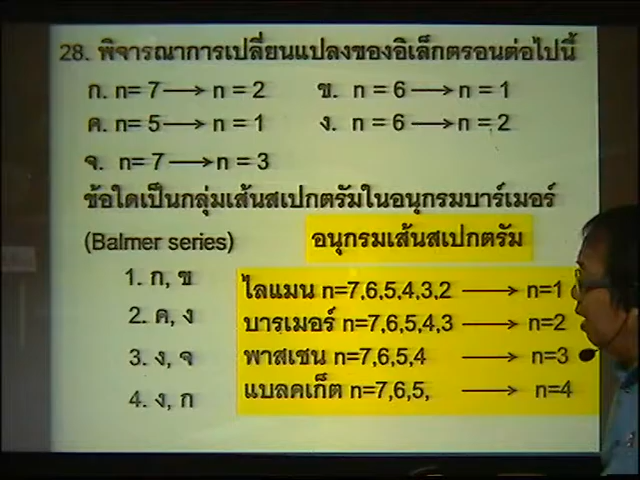 28. พิจารณาการเปลี่ยนแปลงของอิเล็กตรอนต่อไปนี้
ก. n= 7 → n = 2 ข. n = 6 → n = 1
ค. n= 5 → n = 1 ง. n = 6 → n = 2
จ. n= 7 → n = 3
ข้อใดเป็นกลุ่มเส้นสเปกตรัมในอนุกรมบาร์เมอร์
(Balmer series) อนุกรมเส้นสเปกตรัม
1. ก, ข
2. ค, ง
3. ง, จ
4. ง, ก
ไลแมน n=7,6,5,4,3,2 → n=1
บารเมอร์ n=7,6,5,4,3 → n=2
พาสเชน n=7,6,5,4 → n=3
แบลคเก็ต n=7,6,5, → n=4